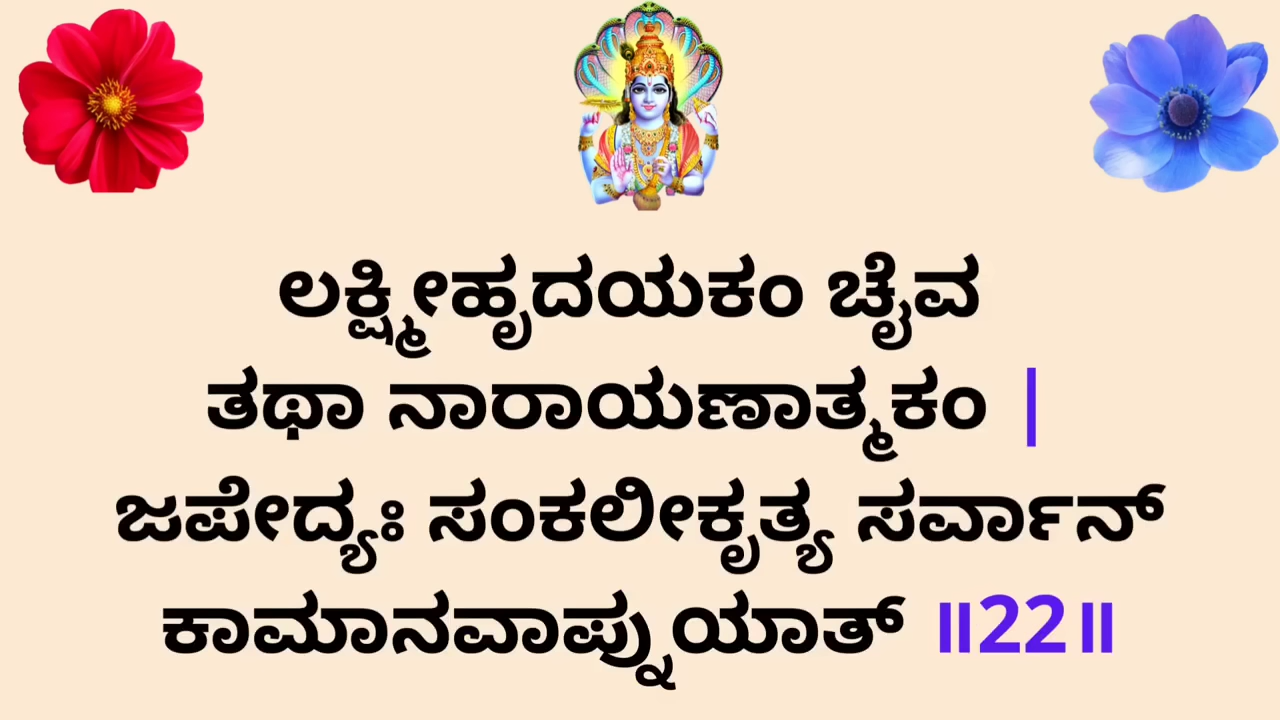 ಲಕ್ಷ್ಮೀಹೃದಯಕಂ ಚೈವ
ತಥಾ ನಾರಾಯಣಾತ್ಮಕಂ |
ಜಪೇದ್ಯಃ ಸಂಕಲೀಕೃತ್ಯ ಸರ್ವಾನ್
ಕಾಮಾನವಾಪ್ನುಯಾತ್ ॥22॥